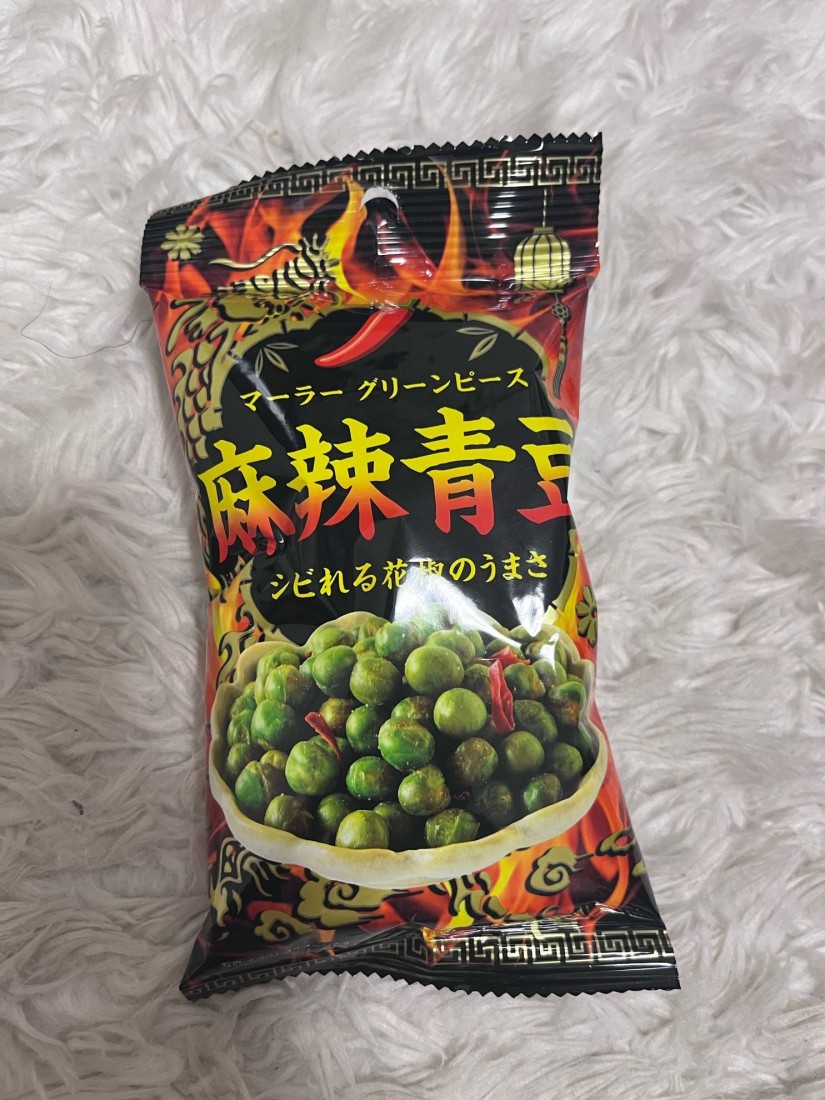 マーラー グリーンピース
麻辣青豆
シビれる花椒のうまさ